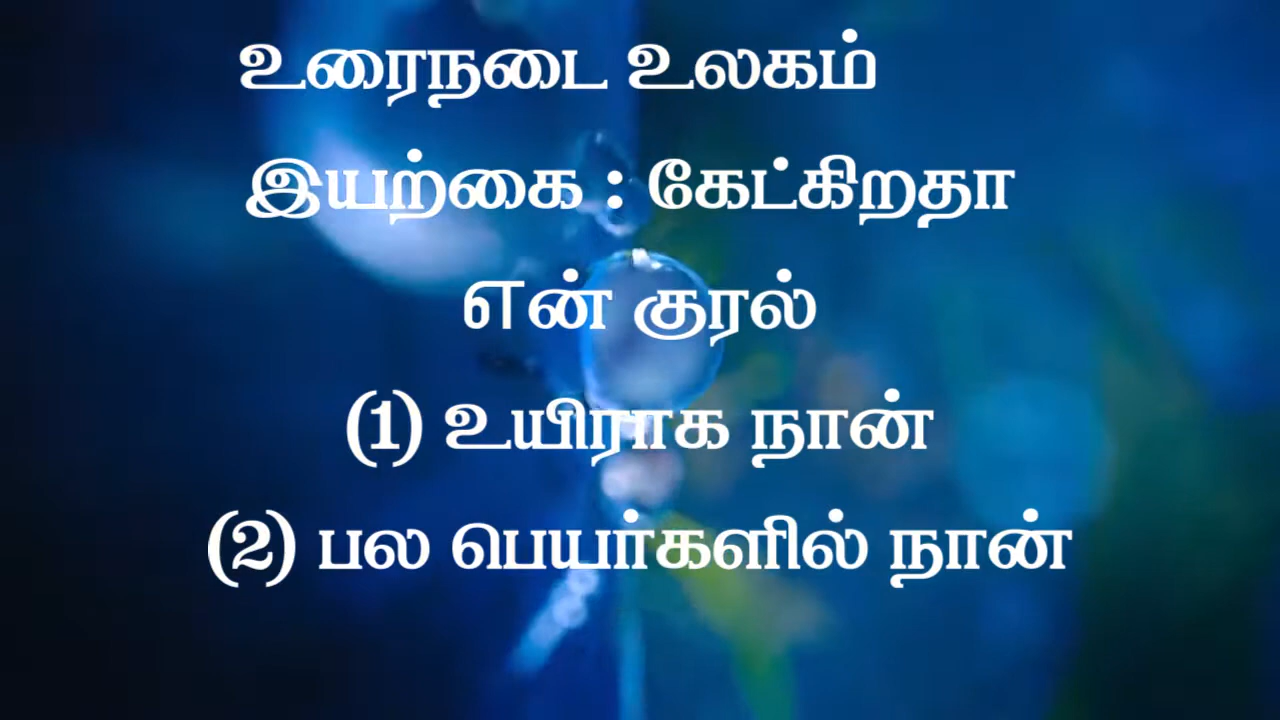 உரைநடை உலகம்
இயற்கை : கேட்கிறதா
என் குரல்
(1) உயிராக நான்
(2) பல பெயர்களில் நான்